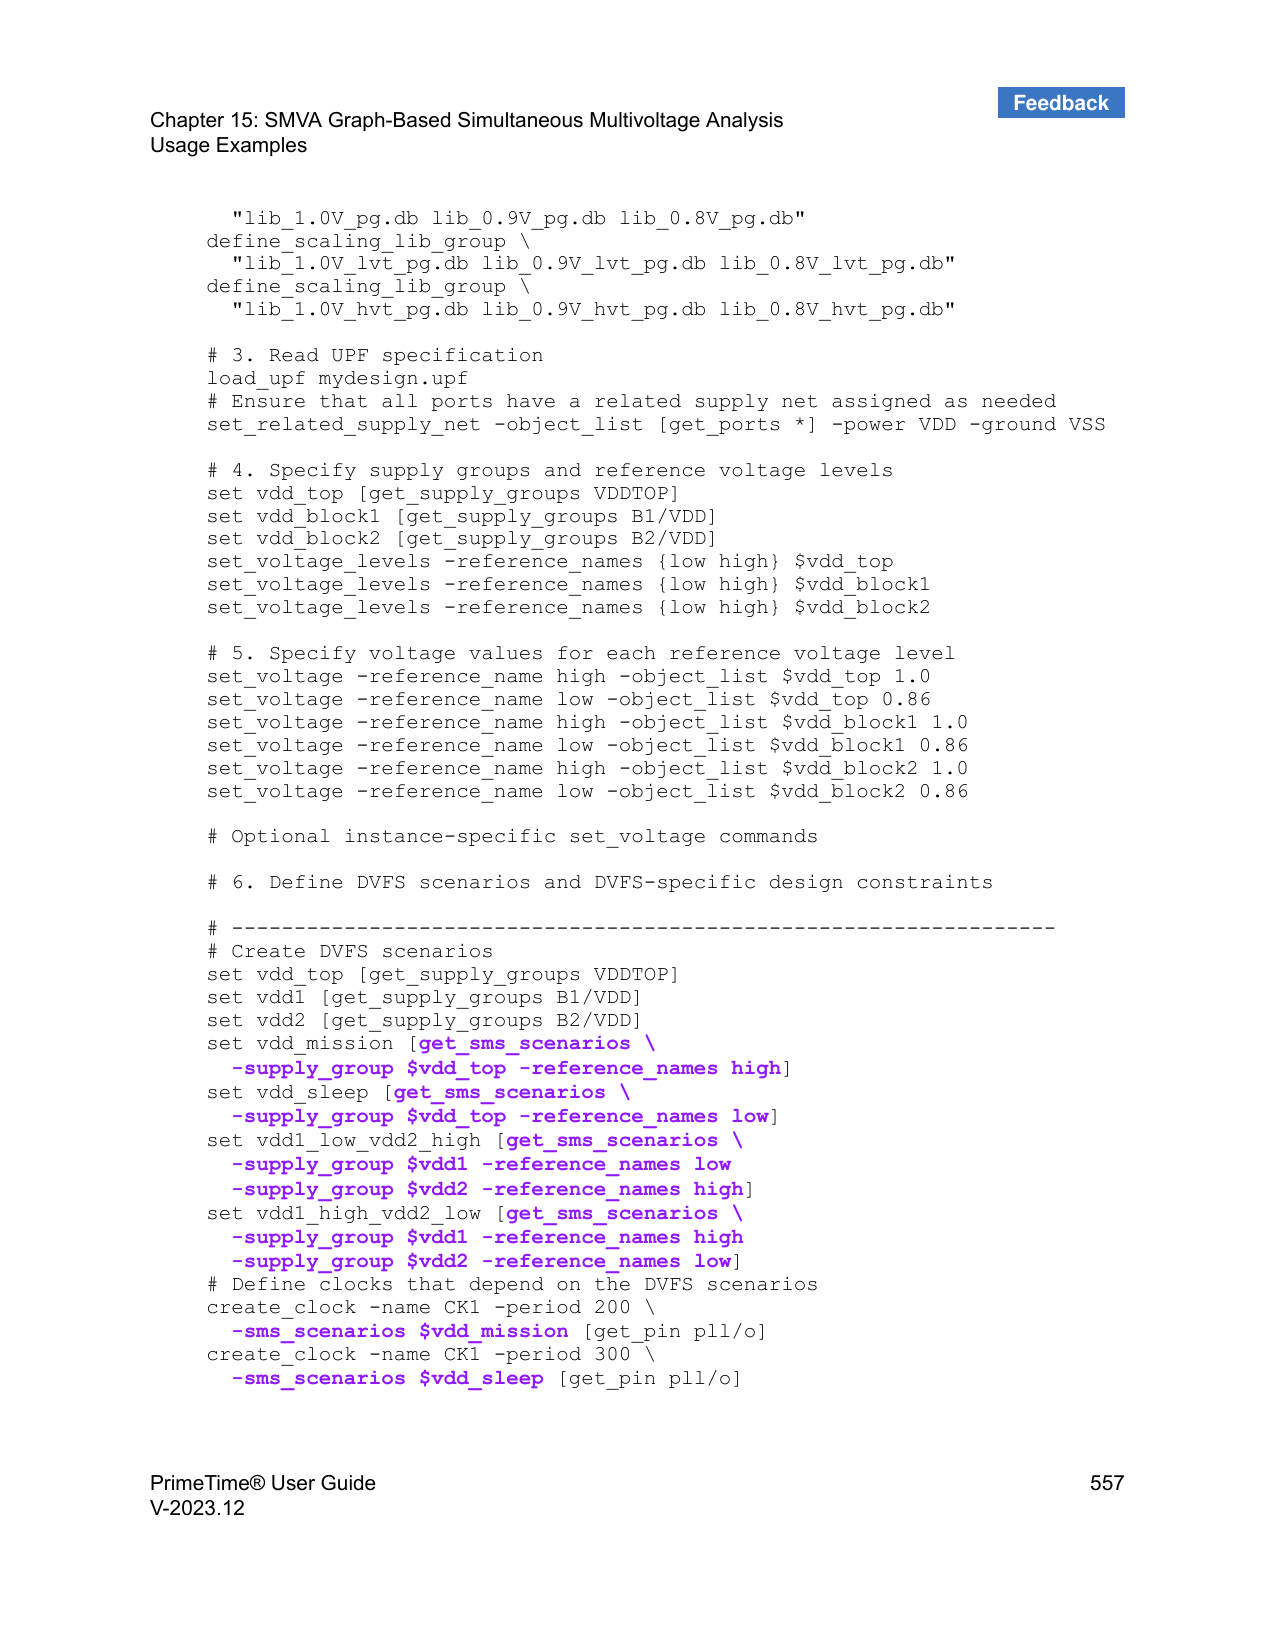 Feedback
Chapter 15: SMVA Graph-Based Simultaneous Multivoltage Analysis
Usage Examples
"lib_1.0V_pg.db lib_0.9V_pg.db lib_0.8V_pg.db"
define_scaling_lib_group \
"lib_1.0V_lvt_pg.db lib_0.9V_lvt_pg.db lib_0.8V_lvt_pg.db"
define_scaling_lib_group \
"lib_1.0V_hvt_pg.db lib_0.9V_hvt_pg.db lib_0.8V_hvt_pg.db"
# 3. Read UPF specification
load_upf mydesign.upf
# Ensure that all ports have a related supply net assigned as needed
set_related_supply_net -object_list [get_ports *] -power VDD -ground VSS
# 4. Specify supply groups and reference voltage levels
set vdd_top [get_supply_groups VDDTOP]
set vdd_block1 [get_supply_groups B1/VDD]
set vdd_block2 [get_supply_groups B2/VDD]
set_voltage_levels -reference_names {low high} $vdd_top
set_voltage_levels -reference_names {low high} $vdd_block1
set_voltage_levels -reference_names {low high} $vdd_block2
# 5. Specify voltage values for each reference voltage level
set_voltage -reference_name high -object_list $vdd_top 1.0
set_voltage -reference_name low -object_list $vdd_top 0.86
set_voltage -reference_name high -object_list $vdd_block1 1.0
set_voltage -reference_name low -object_list $vdd_block1 0.86
set_voltage -reference_name high -object_list $vdd_block2 1.0
set_voltage -reference_name low -object_list $vdd_block2 0.86
# Optional instance-specific set_voltage commands
# 6. Define DVFS scenarios and DVFS-specific design constraints
# ------------------------------------------------------------------
# Create DVFS scenarios
set vdd_top [get_supply_groups VDDTOP]
set vdd1 [get_supply_groups B1/VDD]
set vdd2 [get_supply_groups B2/VDD]
set vdd_mission [get_sms_scenarios \
-supply_group $vdd_top -reference_names high]
set vdd_sleep [get_sms_scenarios \
-supply_group $vdd_top -reference_names low]
set vdd1_low_vdd2_high [get_sms_scenarios \
-supply_group $vdd1 -reference_names low
-supply_group $vdd2 -reference_names high]
set vdd1_high_vdd2_low [get_sms_scenarios \
-supply_group $vdd1 -reference_names high
-supply_group $vdd2 -reference_names low]
# Define clocks that depend on the DVFS scenarios
create_clock -name CK1 -period 200 \
-sms_scenarios $vdd_mission [get_pin pll/o]
create_clock -name CK1 -period 300 \
-sms_scenarios $vdd_sleep [get_pin pll/o]
PrimeTime® User Guide
557
V-2023.12